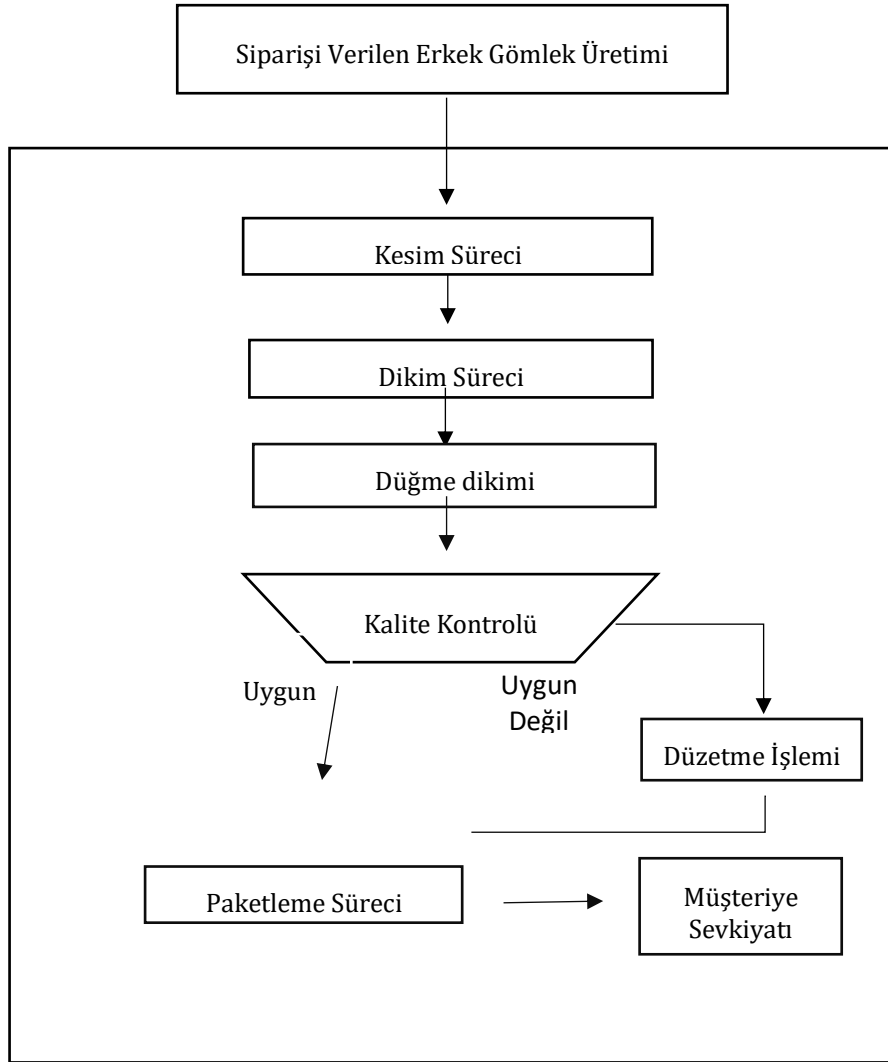 Siparişi Verilen Erkek Gömlek Üretimi
Kesim Süreci
Dikim Süreci
Düğme dikimi
Kalite Kontrolü
Uygun
Uygun
Değil
Düzetme İşlemi
Paketleme Süreci
Müşteriye
Sevkiyatı